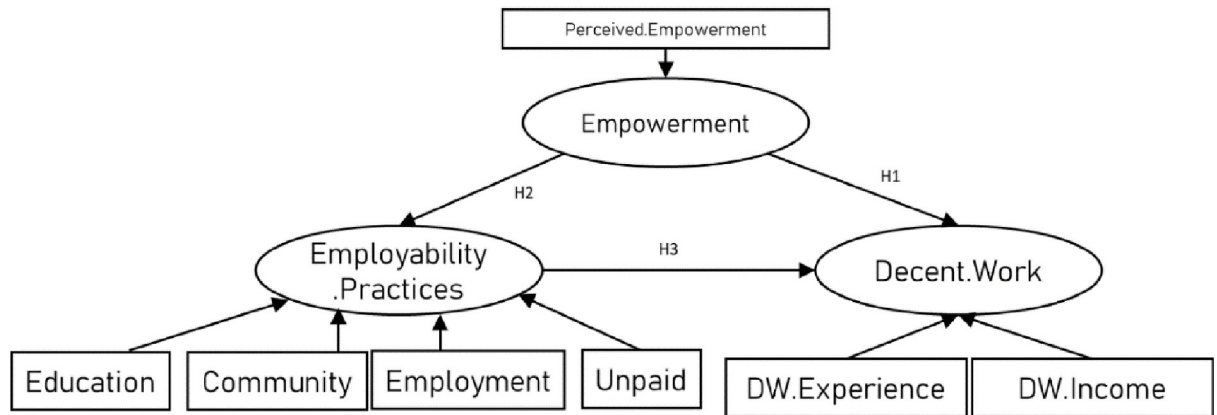 Perceived.Empowerment
Empowerment
H1
H2
Employability
.Practices
H3
Decent.Work
Education
Community
Employment
Unpaid
DW.Experience
DW.Income